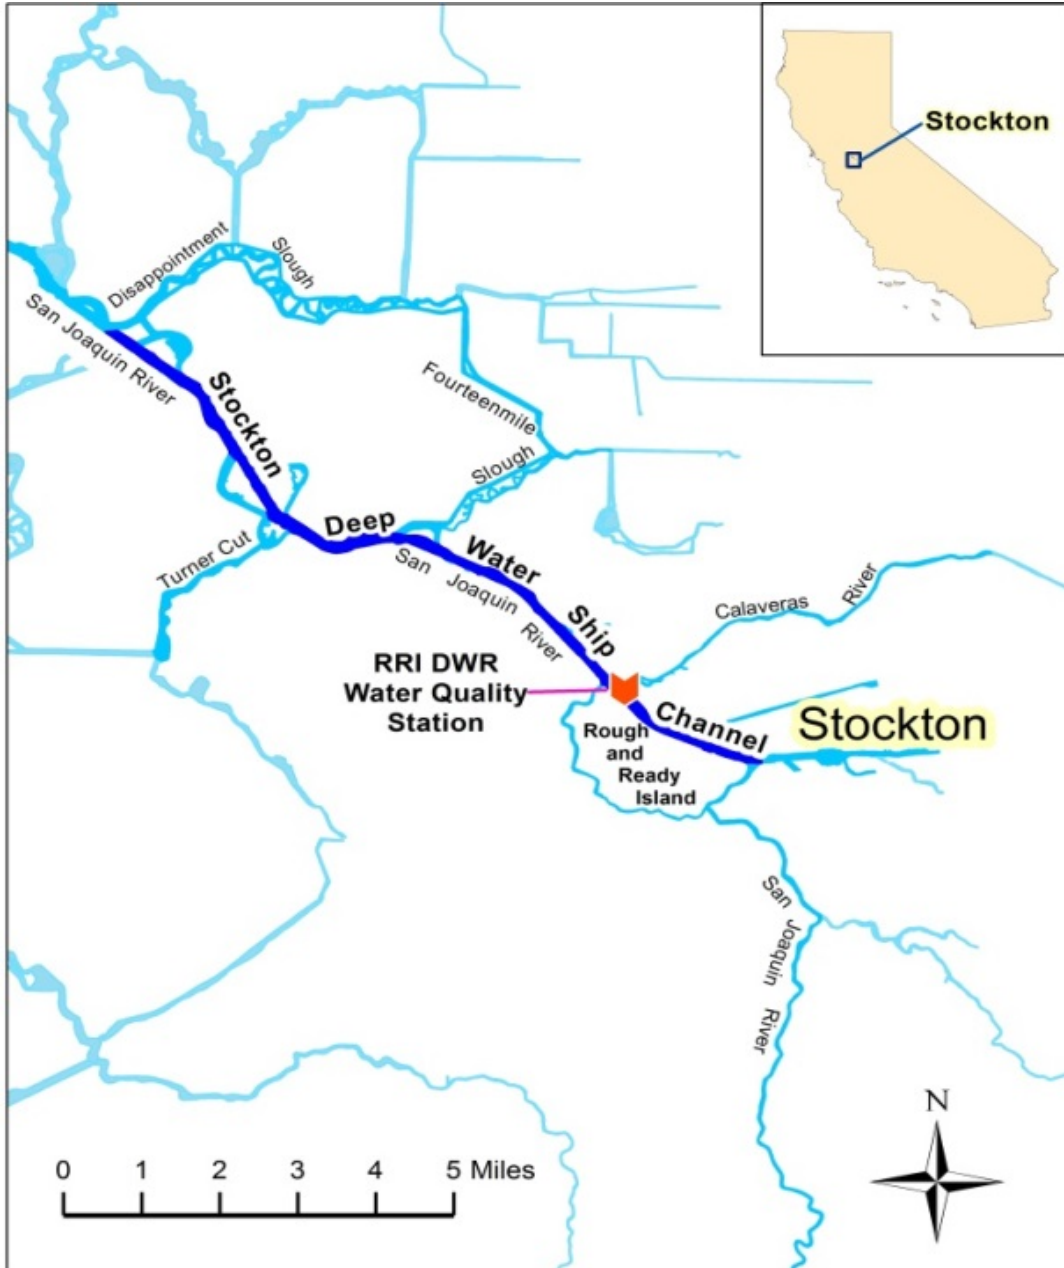 Stockton
Disappointment
Slough
San Joaquin River
Stockton
Fourteenmile
Slough
Deep
Water
Turner Cut
San Joaquin
River
Ship
Calaveras
River
RRI DWR
Water Quality
Station
Channel
Stockton
Rough
and
Ready
Island
San Joaquin River
N
0 1 2 3 4 5 Miles